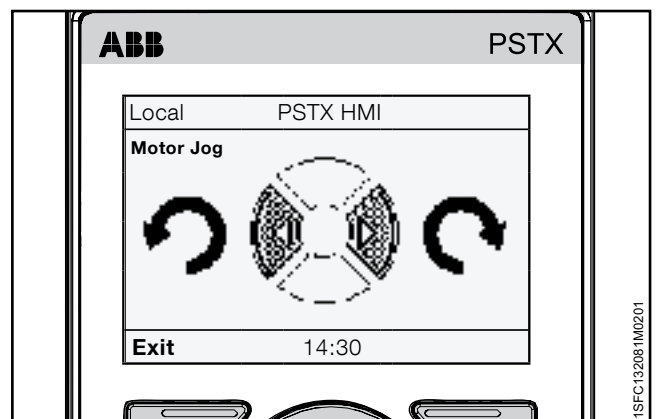 ABB PSTX
Local PSTX HMI
Motor Jog
Exit 14:30
1SFC132081M0201